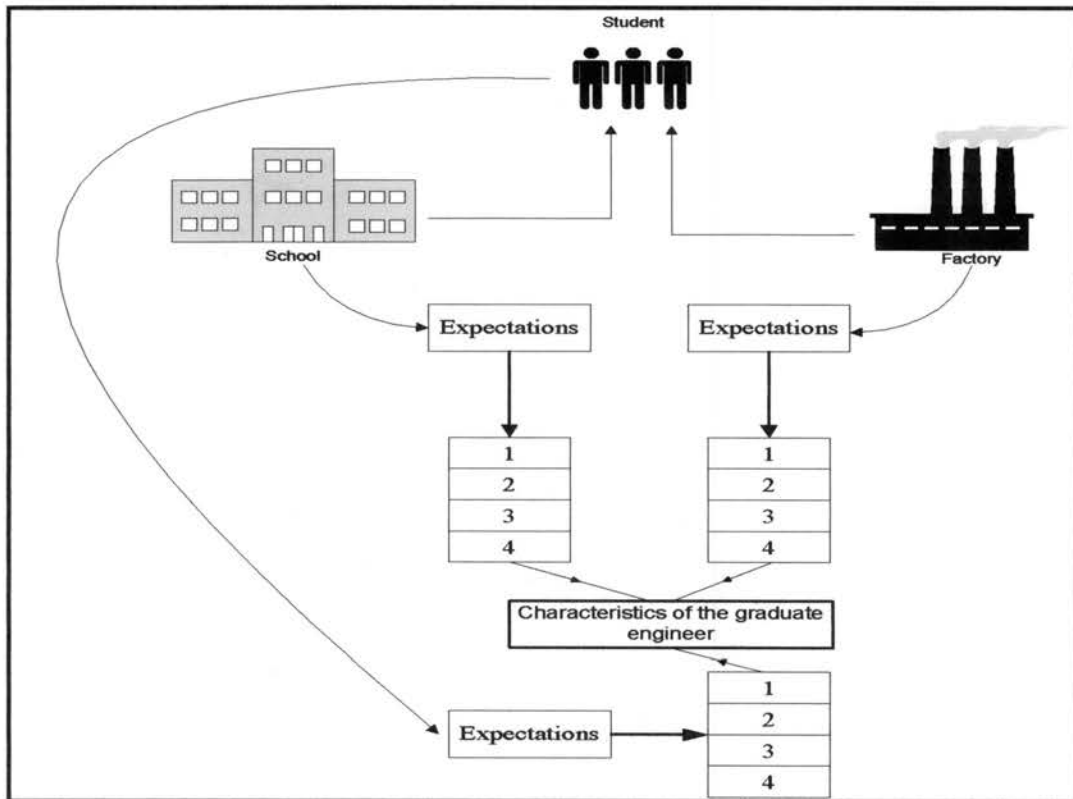 Student
School
Factory
Expectations
Expectations
1
2
3
4
1
2
3
4
Characteristics of the graduate
engineer
Expectations
1
2
3
4